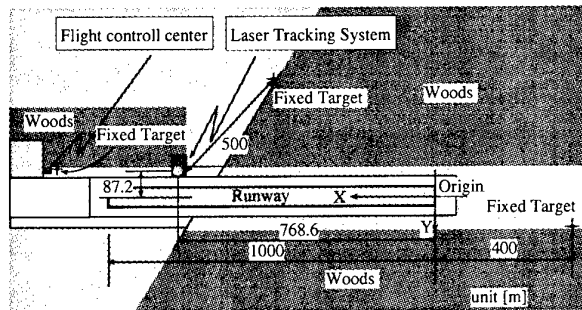 Flight controll center
Laser Tracking System
Fixed Target
Woods
Woods
Fixed Target
500
87.2
Runway
X
Origin
Fixed Target
768.6
Y
1000
400
Woods
unit [m]